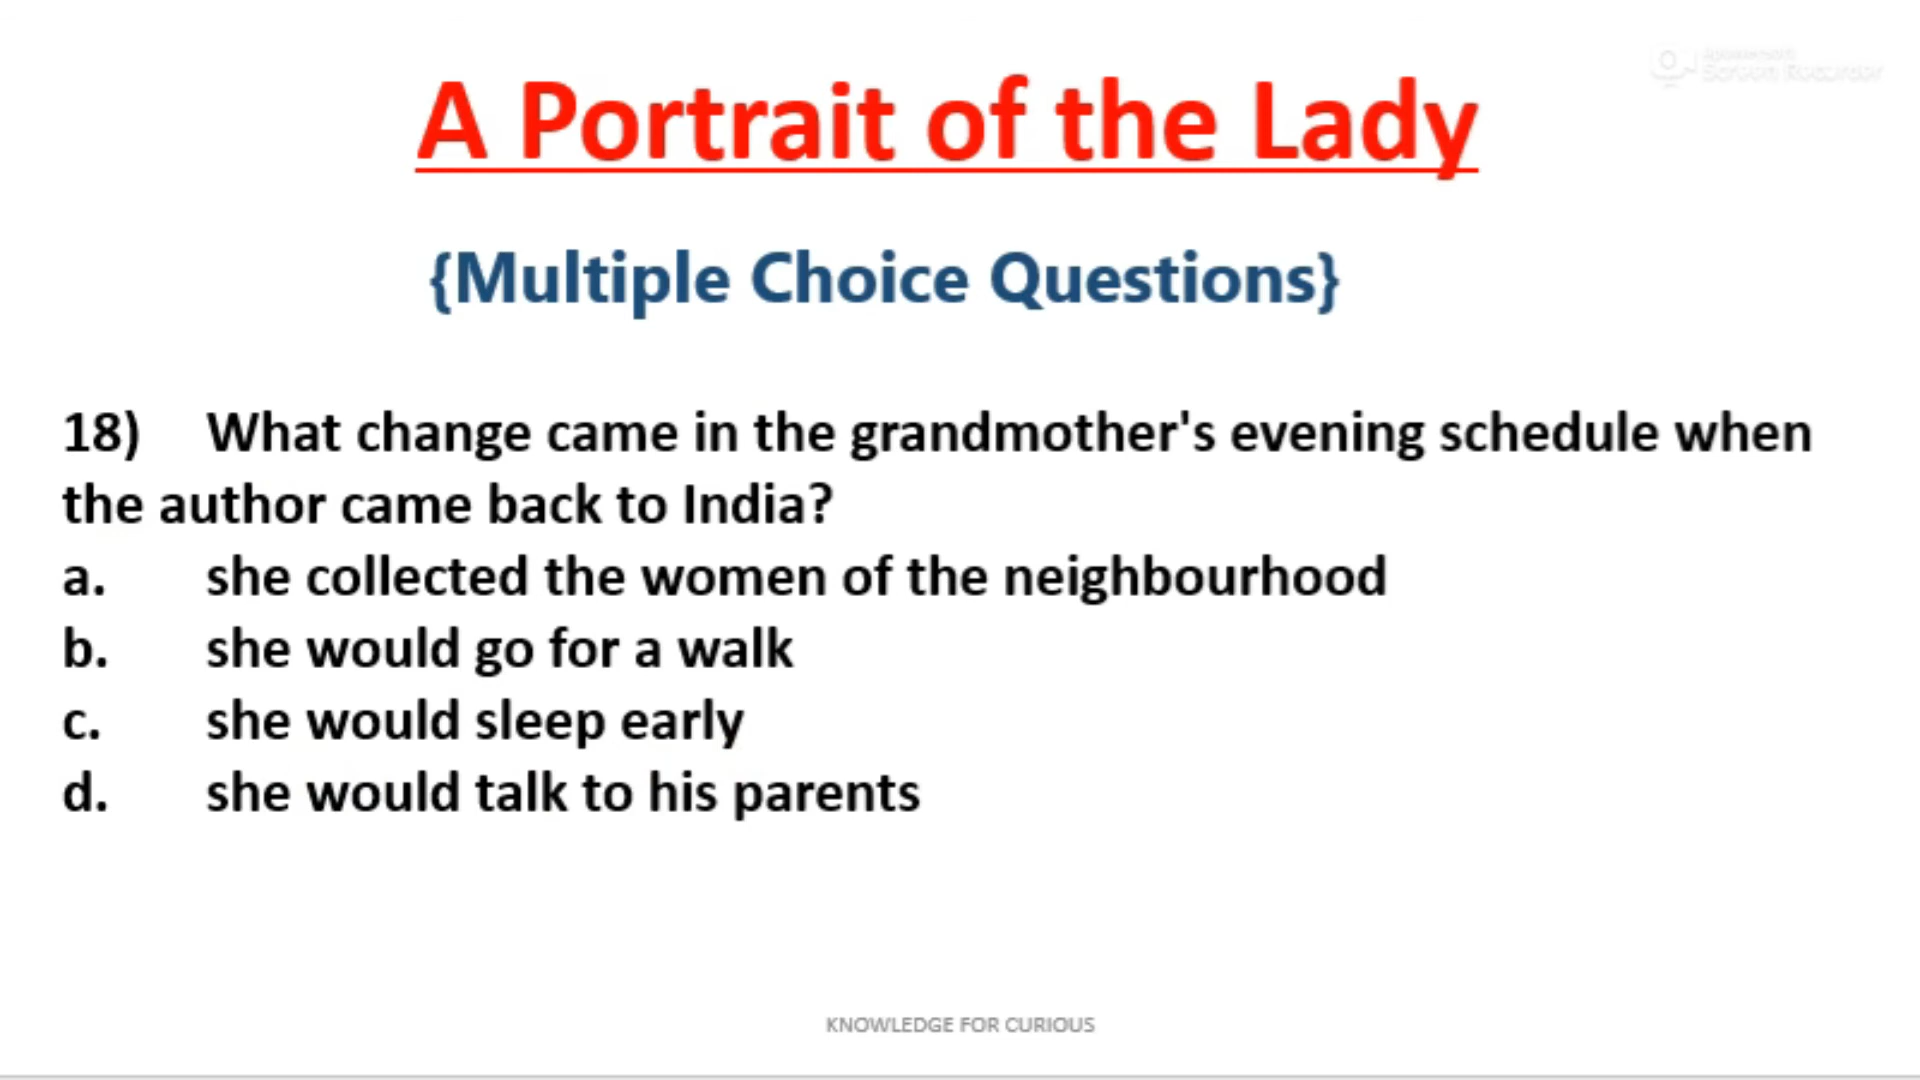 Screen Recorder
A Portrait of the Lady
{Multiple Choice Questions}
18) What change came in the grandmother's evening schedule when
the author came back to India?
a. she collected the women of the neighbourhood
b. she would go for a walk
c. she would sleep early
d. she would talk to his parents
KNOWLEDGE FOR CURIOUS